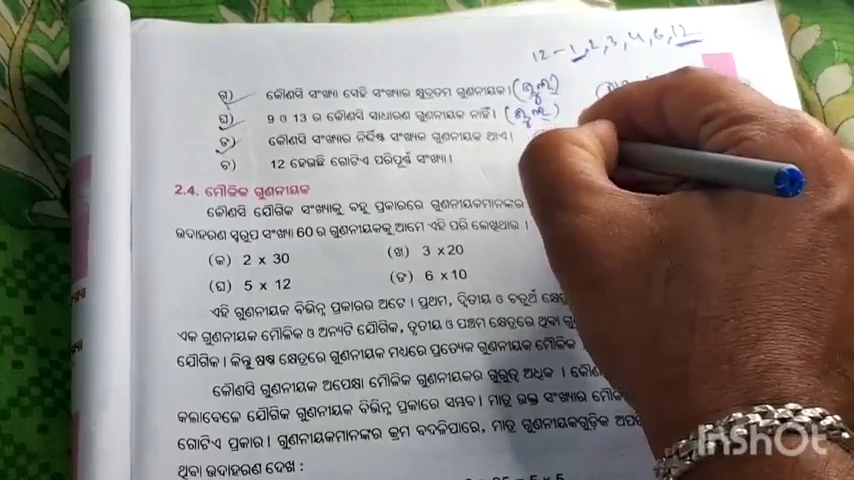 12 - 1, 2, 3, 4, 6, 12
ଗ) କୌଣସି ସଂଖ୍ୟା ସେହି ସଂଖ୍ୟାର କ୍ଷୁଦ୍ରତମ ଗୁଣନୀୟକ। (ଭୁଲ୍)
ଘ) 9 ଓ 13 ର କୌଣସି ସାଧାରଣ ଗୁଣନୀୟକ ନାହିଁ। (ଭୁଲ୍)
ଙ) କୌଣସି ସଂଖ୍ୟାର ନିର୍ଦ୍ଦିଷ୍ଟ ସଂଖ୍ୟକ ଗୁଣନୀୟକ ଥାଏ।
ଚ) 12 ହେଉଛି ଗୋଟିଏ ପରିପୂର୍ଣ୍ଣ ସଂଖ୍ୟା।
2.4. ମୌଳିକ ଗୁଣନୀୟକ
କୌଣସି ଯୌଗିକ ସଂଖ୍ୟାକୁ ବହୁ ପ୍ରକାରରେ ଗୁଣନୀୟକମାନଙ୍କର
ଉଦାହରଣ ସ୍ୱରୂପ ସଂଖ୍ୟା 60 ର ଗୁଣନୀୟକକୁ ଆମେ ଏହି ପରି ଲେଖିଥାଉ।
(କ) 2 x 30 (ଖ) 3 x 20
(ଘ) 5 x 12 (ଙ) 6 x 10
ଏହି ଗୁଣନୀୟକ ବିଭିନ୍ନ ପ୍ରକାରର ଅଟେ। ପ୍ରଥମ, ଦ୍ୱିତୀୟ ଓ ଚତୁର୍ଥ
ଏକ ଗୁଣନୀୟକ ମୌଳିକ ଓ ଅନ୍ୟଟି ଯୌଗିକ, ତୃତୀୟ ଓ ପଞ୍ଚମ କ୍ଷେତ୍ରରେ ଥିବା
ଯୌଗିକ। କିନ୍ତୁ ଷଷ୍ଠ କ୍ଷେତ୍ରରେ ଗୁଣନୀୟକ ମଧ୍ୟରେ ପ୍ରତ୍ୟେକ ଗୁଣନୀୟକ ମୌଳିକ
କୌଣସି ଗୁଣନୀୟକ ଅପେକ୍ଷା ମୌଳିକ ଗୁଣନୀୟକର ଗୁରୁତ୍ୱ ଅଧିକ।
କଲାବେଳେ ଯୌଗିକ ଗୁଣନୀୟକ ବିଭିନ୍ନ ପ୍ରକାରେ ସମ୍ଭବ। ମାତ୍ର ଉକ୍ତ ସଂଖ୍ୟାର
ଗୋଟିଏ ପ୍ରକାର। ଗୁଣନୀୟକମାନଙ୍କର କ୍ରମ ବଦଳିପାରେ, ମାତ୍ର ଗୁଣନୀୟକଗୁଡ଼ିକ
ଥିବା ଉଦାହରଣ ଦେଖ :
InShOt